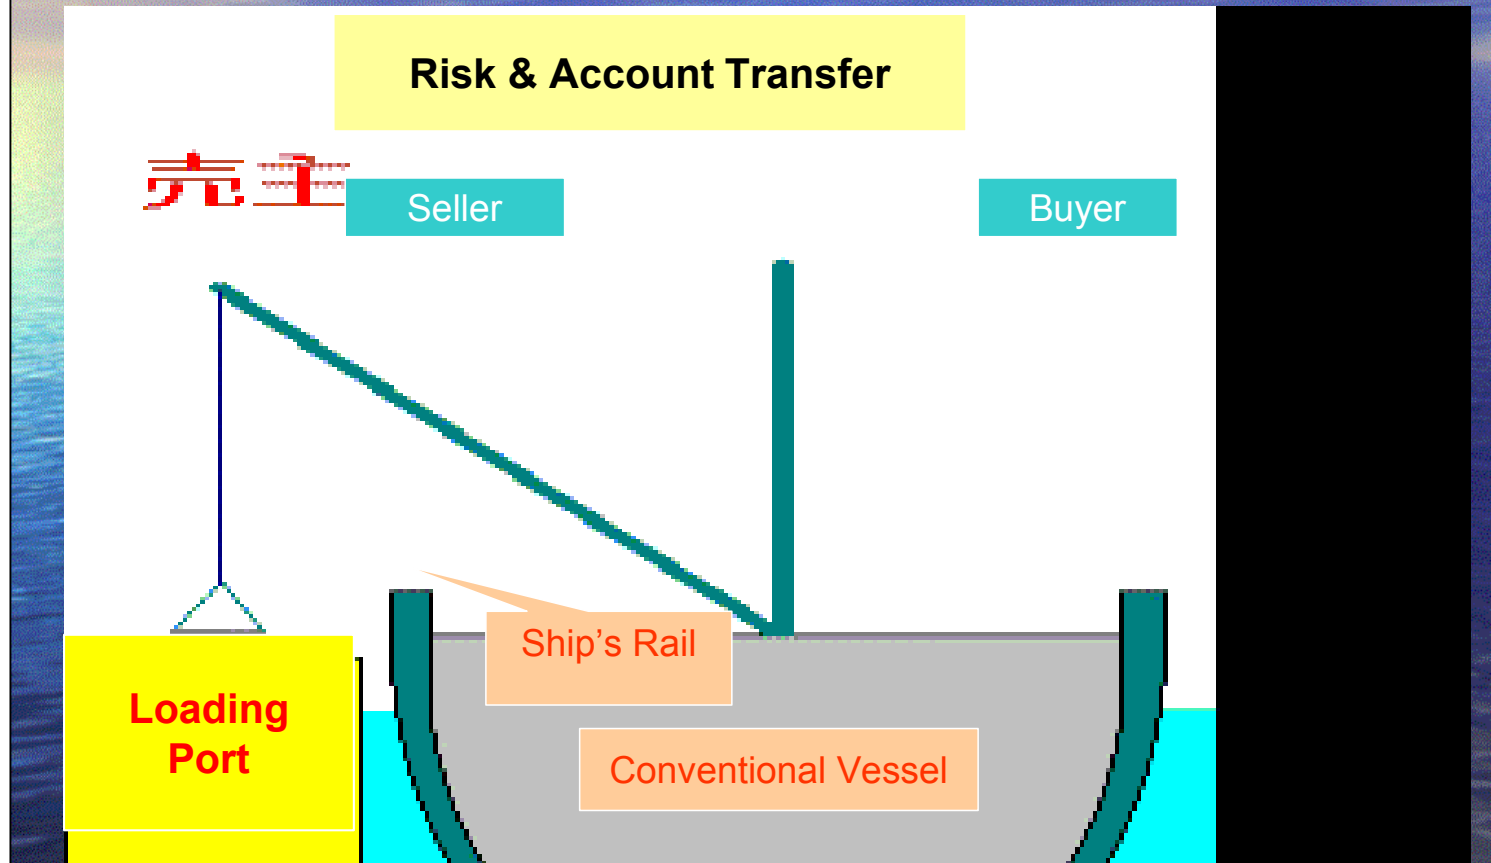 Risk & Account Transfer
売主
Seller
Buyer
Ship’s Rail
Loading
Port
Conventional Vessel